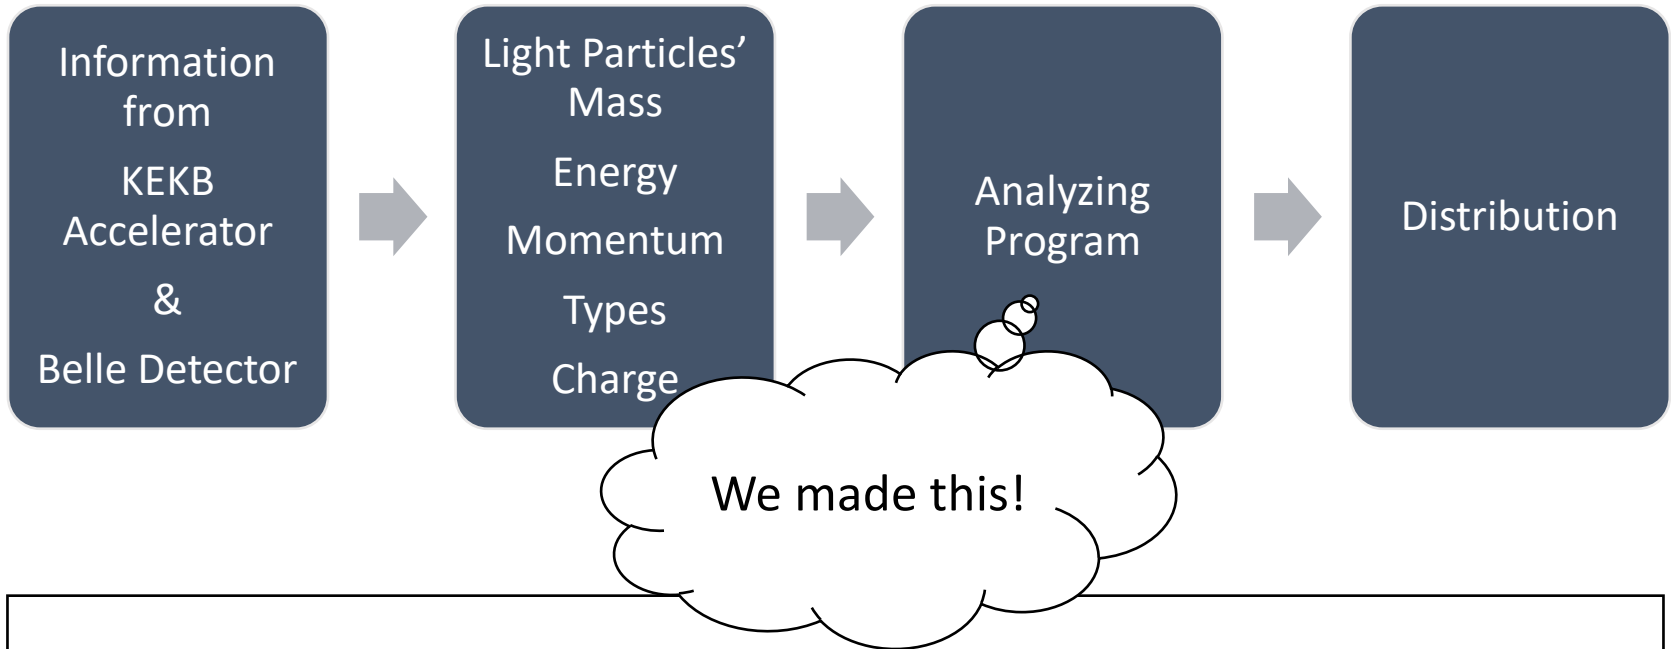 Information
from
KEKB
Accelerator
&
Belle Detector
Light Particles’
Mass
Energy
Momentum
Types
Charge
Analyzing
Program
Distribution
We made this!